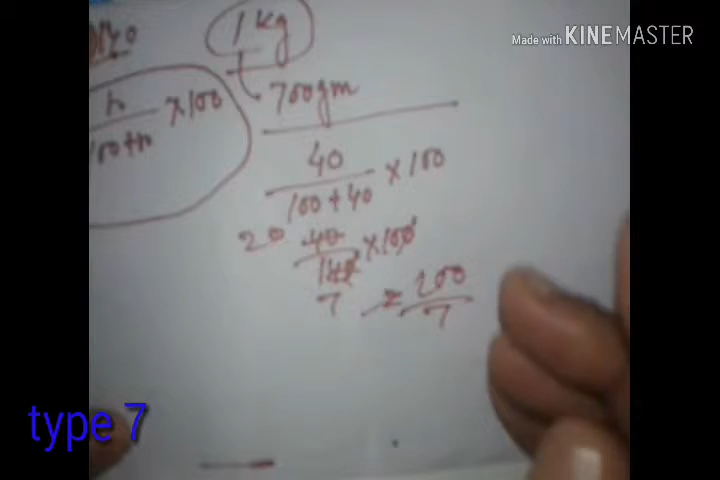 Made with KINEMASTER
1 kg
700gm
n/100+n ×100
40/100+40 ×100
20 40/140 ×100
7
= 200/7
type 7